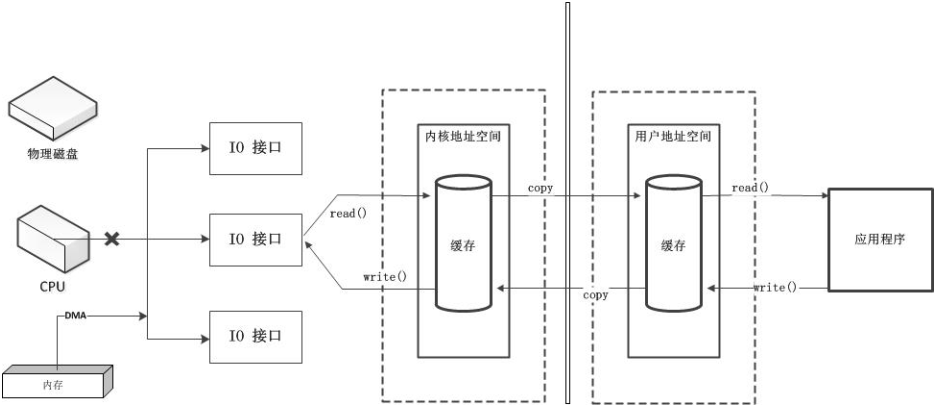 物理磁盘
CPU
DMA
内存
IO 接口
IO 接口
IO 接口
read()
write()
内核地址空间
缓存
copy
copy
用户地址空间
缓存
read()
write()
应用程序